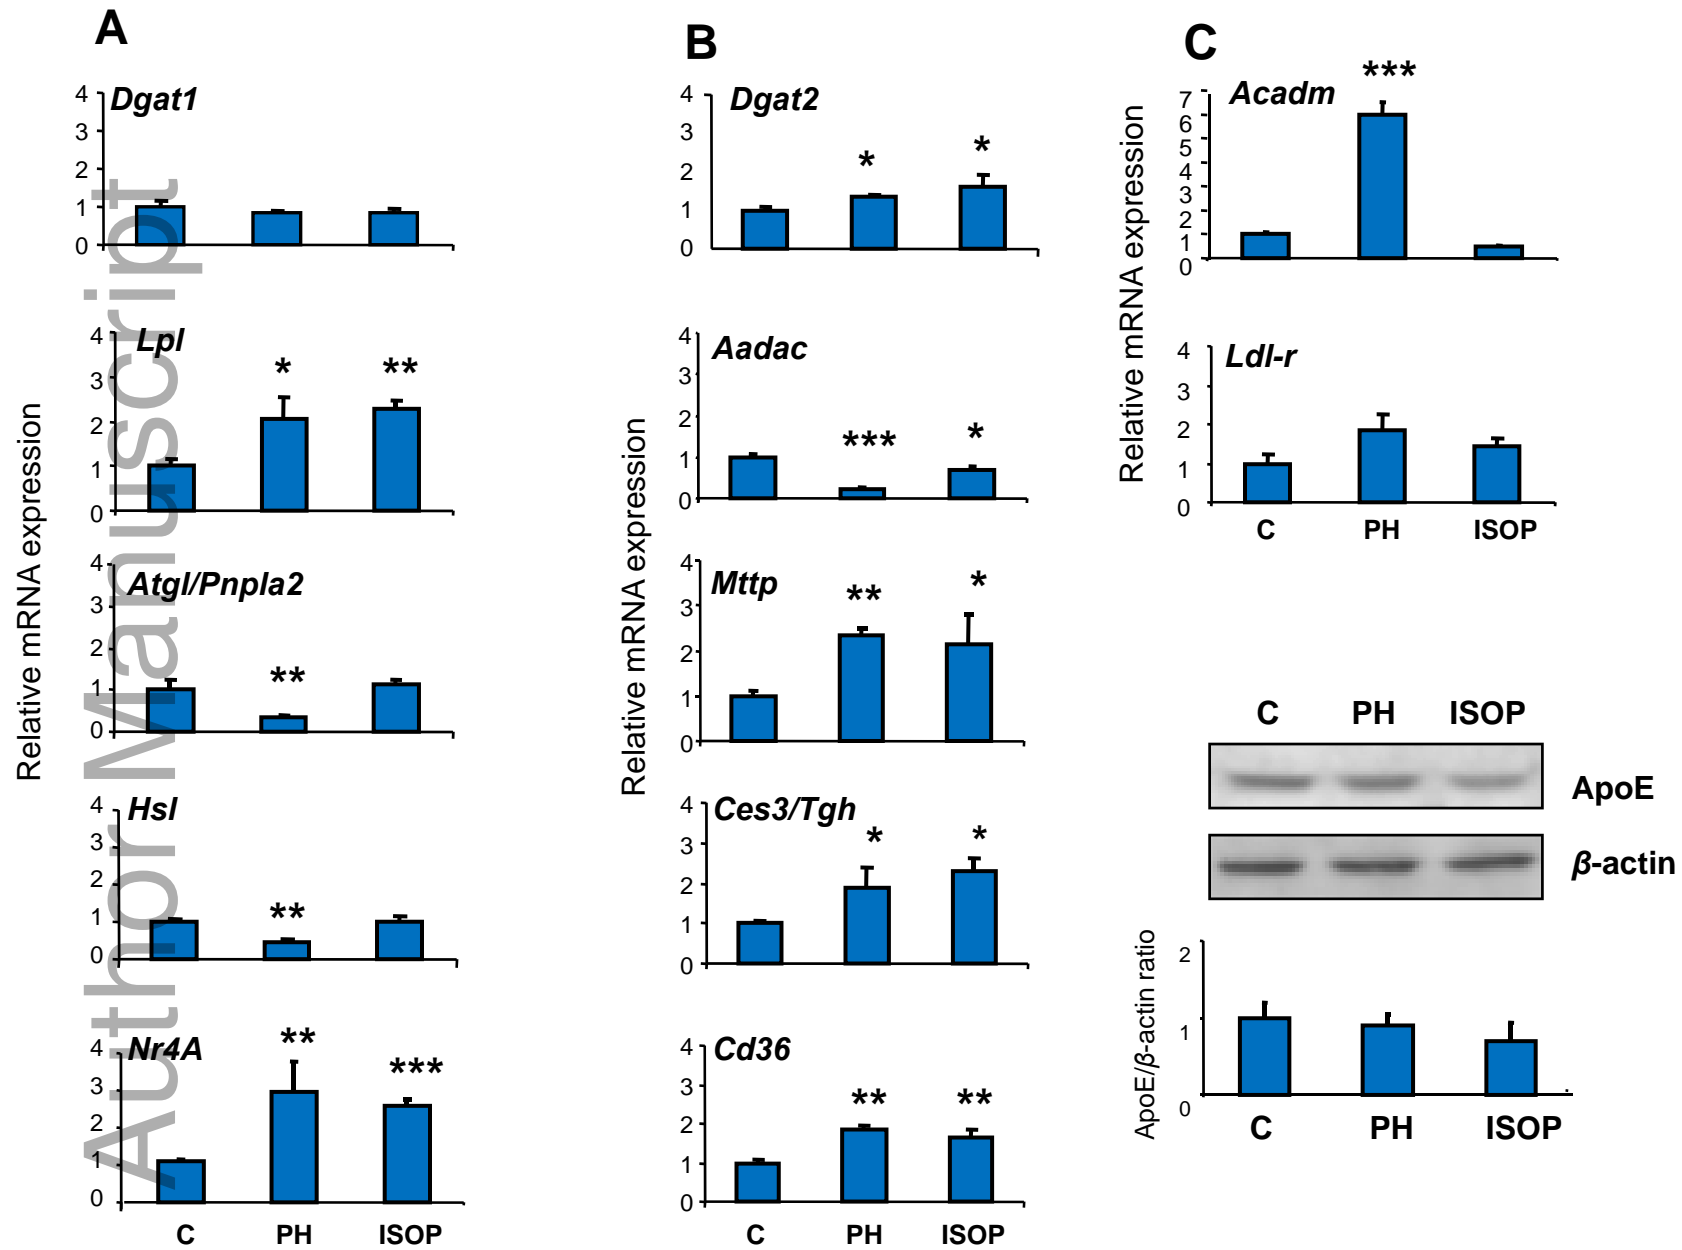 A
Relative mRNA expression
Dgat1
4
3
2
1
0
Lpl
* **
4
3
2
1
0
Atgl/Pnpla2
**
4
3
2
1
0
Hsl
**
4
3
2
1
0
Nr4A
** ***
4
3
2
1
0
C PH ISOP
B
Relative mRNA expression
Dgat2
* *
4
3
2
1
0
Aadac
*** *
4
3
2
1
0
Mttp
** *
4
3
2
1
0
Ces3/Tgh
* *
4
3
2
1
0
Cd36
** **
4
3
2
1
0
C PH ISOP
C
Relative mRNA expression
Acadm
***
7
6
5
4
3
2
1
0
Ldl-r
4
3
2
1
0
C PH ISOP
C PH ISOP
ApoE
β-actin
ApoE/β-actin ratio
2
1
0
C PH ISOP
Author Manuscript